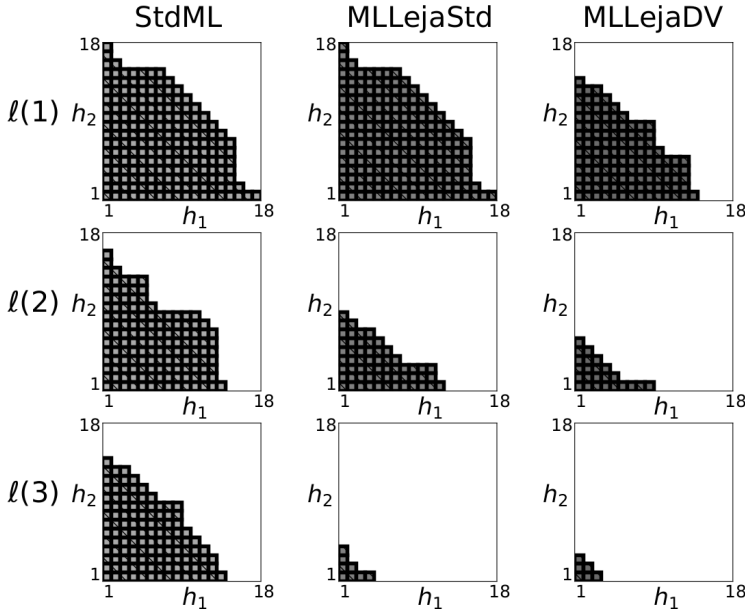 StdML MLLejaStd MLLejaDV
18 18 18
ℓ(1) h₂ h₂ h₂
1 1 1
1 h₁ 18 1 h₁ 18 1 h₁ 18
18 18 18
ℓ(2) h₂ h₂ h₂
1 1 1
1 h₁ 18 1 h₁ 18 1 h₁ 18
18 18 18
ℓ(3) h₂ h₂ h₂
1 1 1
1 h₁ 18 1 h₁ 18 1 h₁ 18